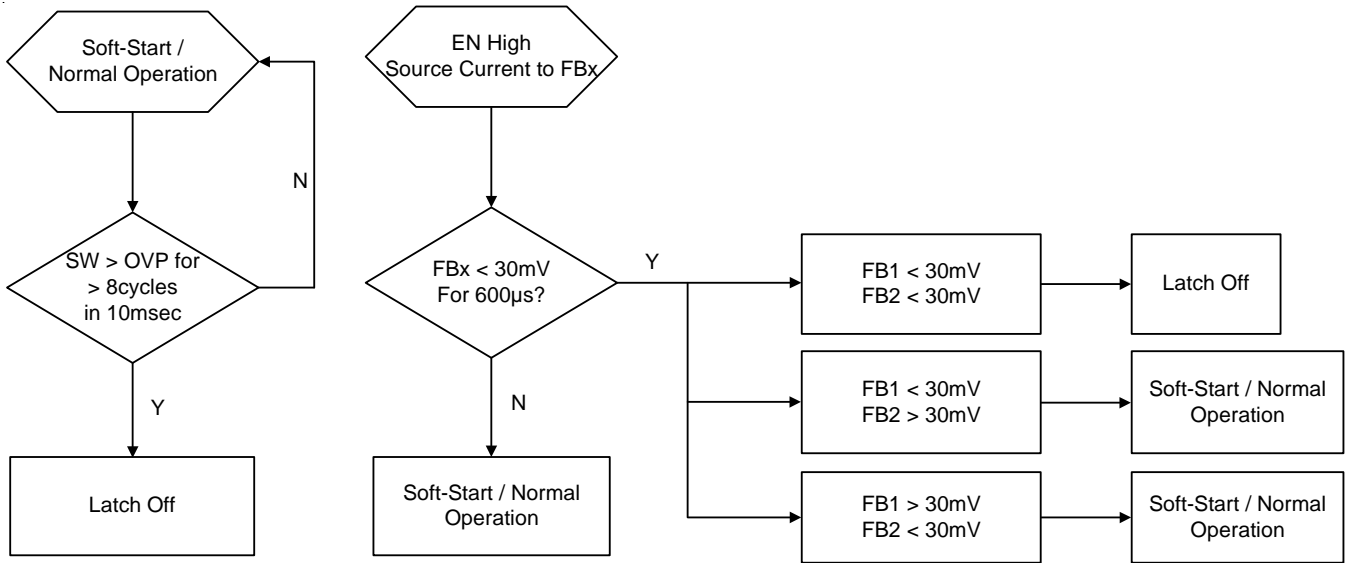 Soft-Start /
Normal Operation
N
SW > OVP for
> 8cycles
in 10msec
Y
Latch Off
EN High
Source Current to FBx
FBx < 30mV
For 600µs?
Y
N
Soft-Start / Normal
Operation
FB1 < 30mV
FB2 < 30mV
Latch Off
FB1 < 30mV
FB2 > 30mV
Soft-Start / Normal
Operation
FB1 > 30mV
FB2 < 30mV
Soft-Start / Normal
Operation